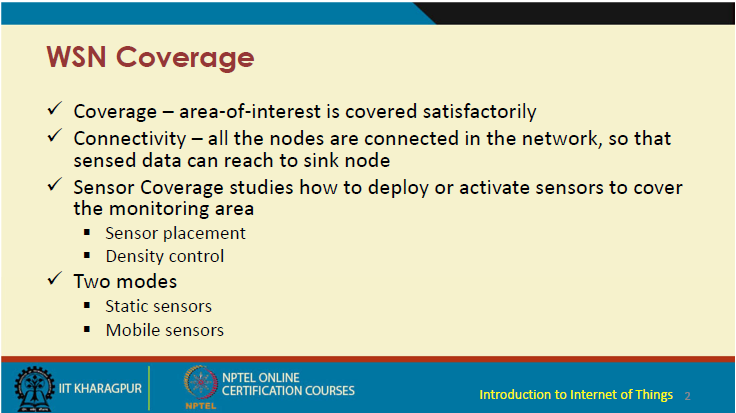 WSN Coverage
✓ Coverage – area-of-interest is covered satisfactorily
✓ Connectivity – all the nodes are connected in the network, so that
sensed data can reach to sink node
✓ Sensor Coverage studies how to deploy or activate sensors to cover
the monitoring area
▪ Sensor placement
▪ Density control
✓ Two modes
▪ Static sensors
▪ Mobile sensors
IIT KHARAGPUR
NPTEL
NPTEL ONLINE
CERTIFICATION COURSES
Introduction to Internet of Things 2